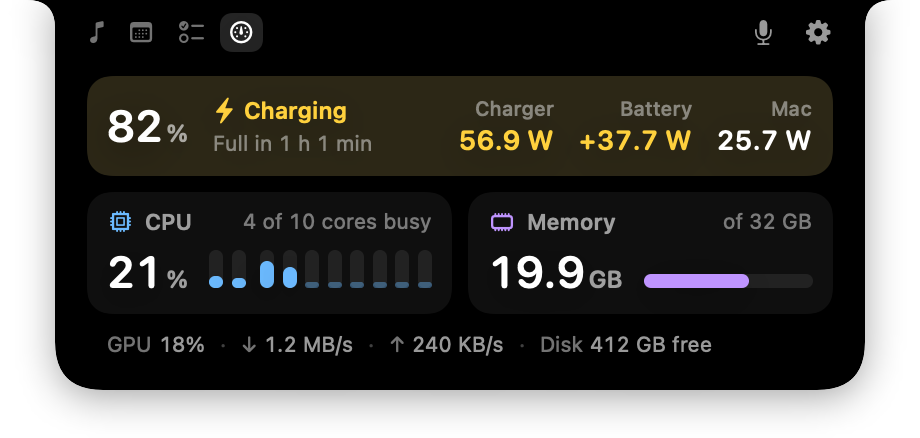 82% Charging Charger Battery Mac
Full in 1 h 1 min 56.9 W +37.7 W 25.7 W
CPU 4 of 10 cores busy
21%
Memory of 32 GB
19.9 GB
GPU 18% · ↓ 1.2 MB/s · ↑ 240 KB/s · Disk 412 GB free